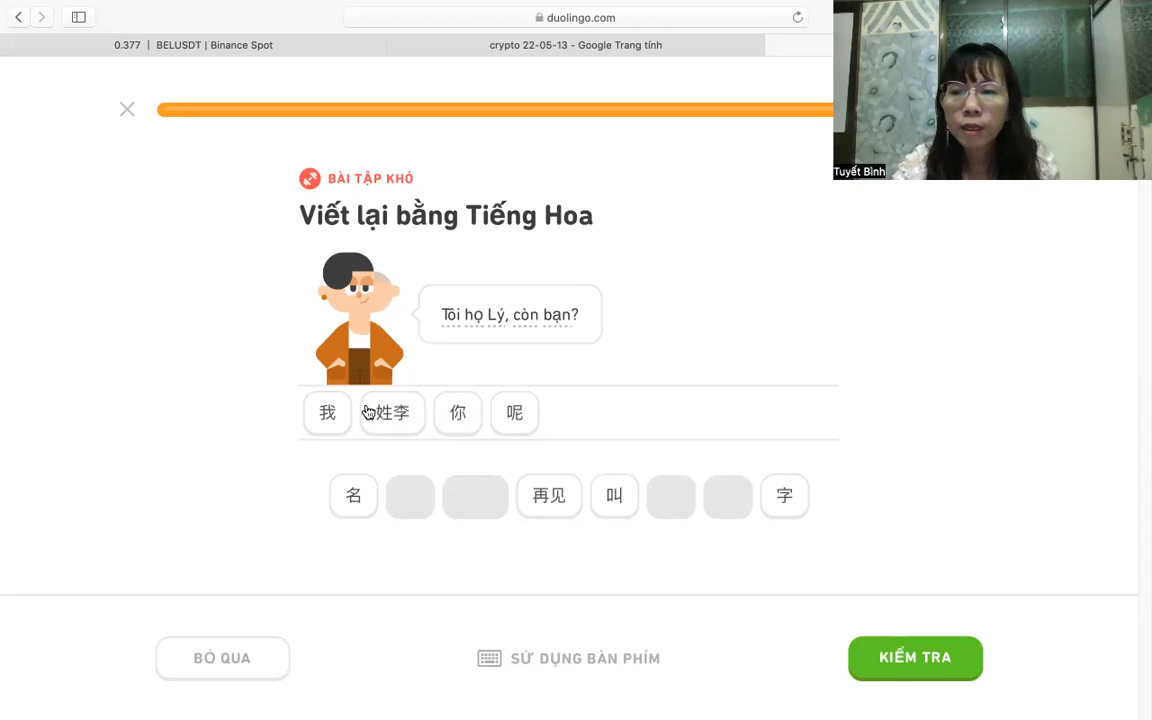 duolingo.com
0.377 | BELUSDT | Binance Spot
crypto 22-05-13 - Google Trang tính
Tuyết Bình
BÀI TẬP KHÓ
Viết lại bằng Tiếng Hoa
Tôi họ Lý, còn bạn?
我 姓李 你 呢
名 再见 叫 字
BỎ QUA
SỬ DỤNG BÀN PHÍM
KIỂM TRA